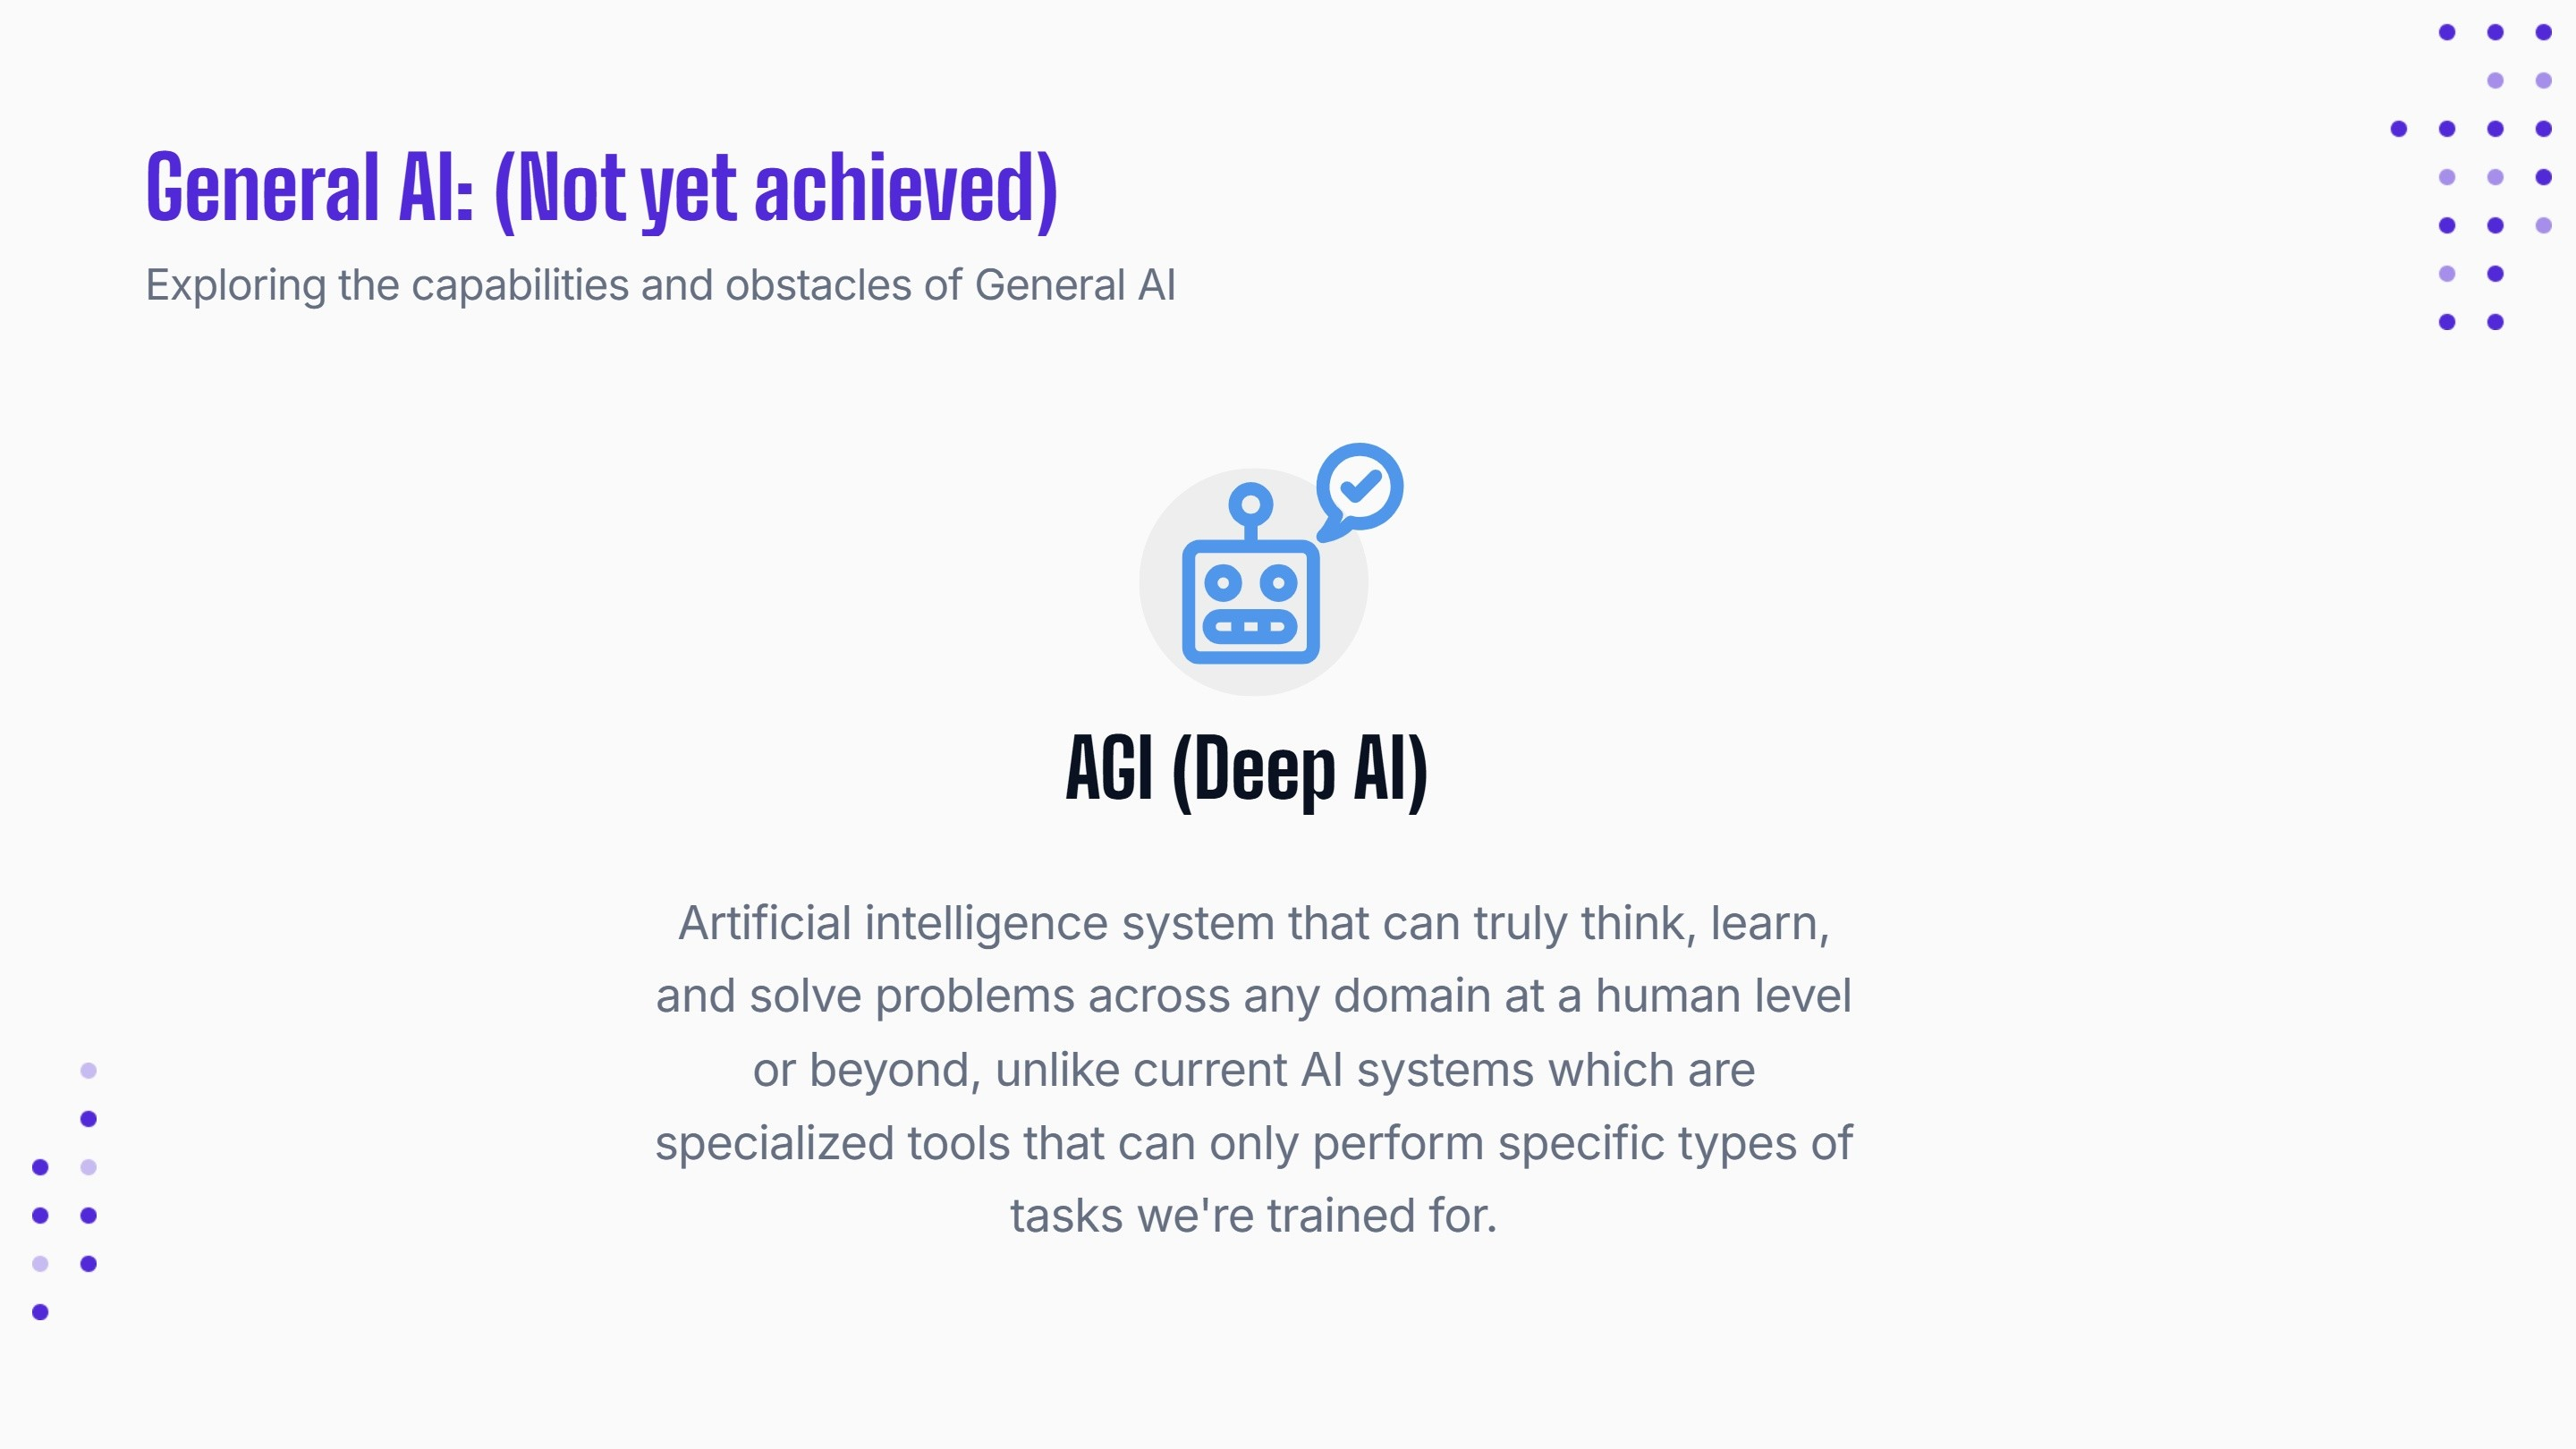 General AI: (Not yet achieved)
Exploring the capabilities and obstacles of General AI
AGI (Deep AI)
Artificial intelligence system that can truly think, learn,
and solve problems across any domain at a human level
or beyond, unlike current AI systems which are
specialized tools that can only perform specific types of
tasks we're trained for.